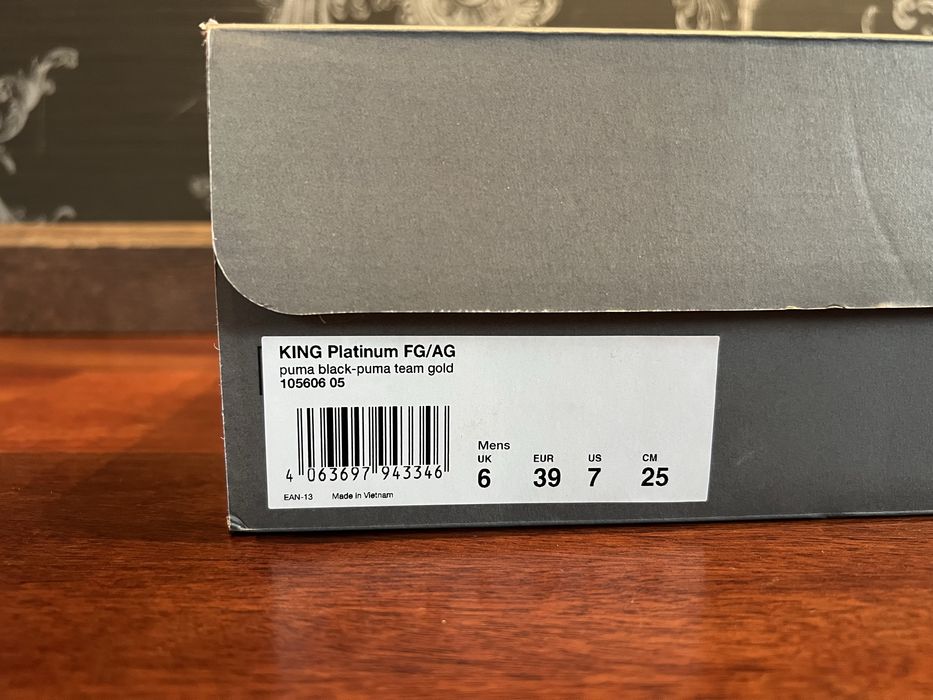 KING Platinum FG/AG
puma black-puma team gold
105606 05
4 063697 943346
EAN-13 Made in Vietnam
Mens
UK EUR US CM
6 39 7 25